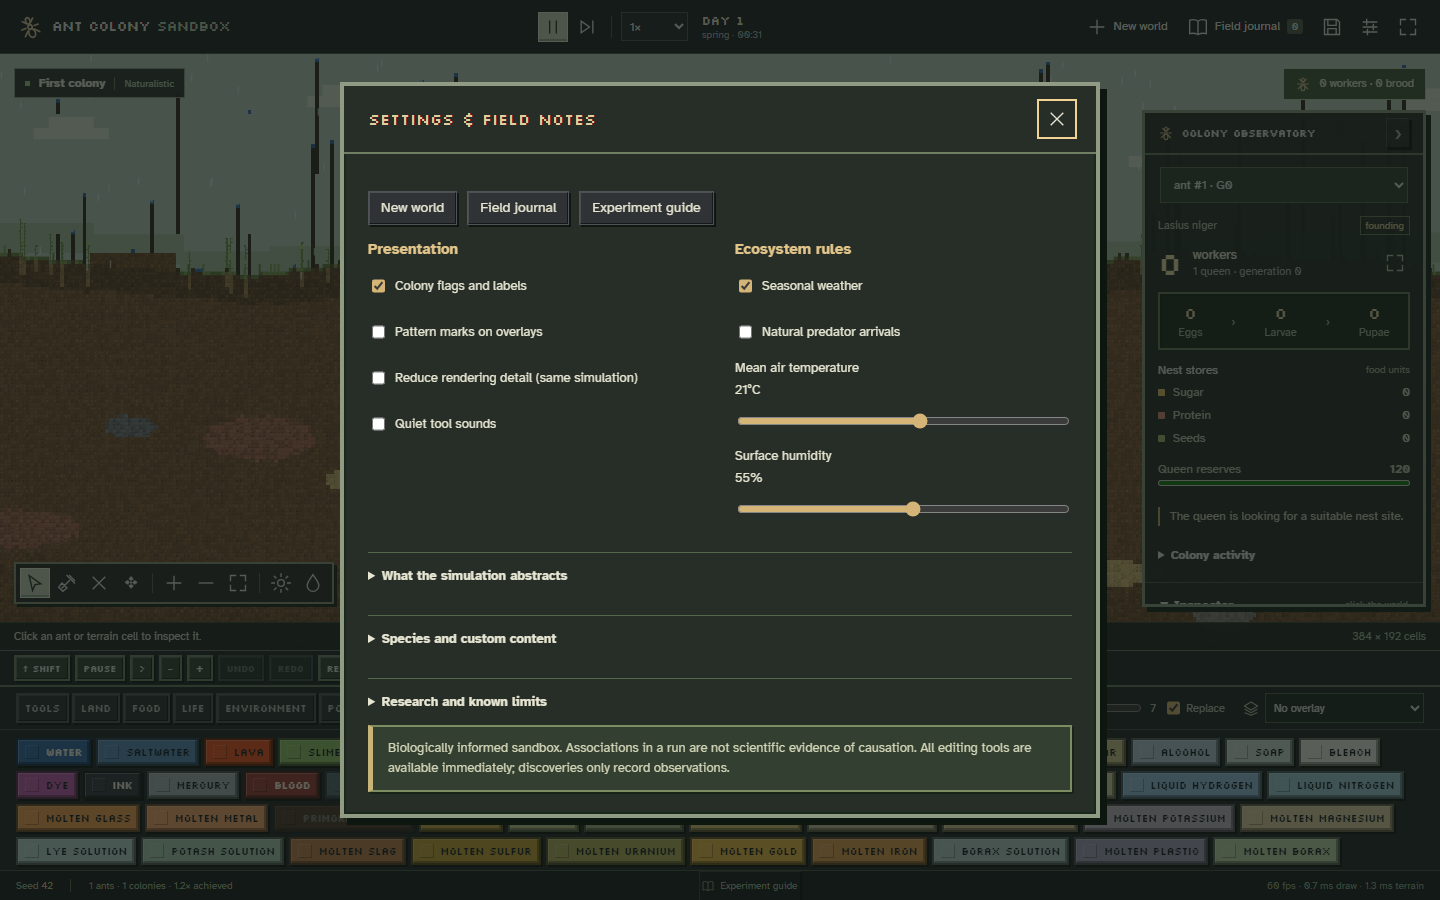 ANT COLONY SANDBOX
1x
DAY 1
spring · 00:31
New world
Field journal 0
First colony
Naturalistic
0 workers · 0 brood
SETTINGS & FIELD NOTES
New world
Field journal
Experiment guide
Presentation
Colony flags and labels
Pattern marks on overlays
Reduce rendering detail (same simulation)
Quiet tool sounds
Ecosystem rules
Seasonal weather
Natural predator arrivals
Mean air temperature
21°C
Surface humidity
55%
What the simulation abstracts
Species and custom content
Research and known limits
Biologically informed sandbox. Associations in a run are not scientific evidence of causation. All editing tools are
available immediately; discoveries only record observations.
COLONY OBSERVATORY
ant #1 · G0
Lasius niger
founding
0 workers
1 queen · generation 0
0 0 0
Eggs Larvae Pupae
Nest stores food units
Sugar 0
Protein 0
Seeds 0
Queen reserves 120
The queen is looking for a suitable nest site.
Colony activity
Click an ant or terrain cell to inspect it.
384 × 192 cells
↑ SHIFT PAUSE > - + UNDO REDO
TOOLS LAND FOOD LIFE ENVIRONMENT
7 Replace No overlay
WATER SALTWATER LAVA ALCOHOL SOAP BLEACH
DYE INK MERCURY BLOOD LIQUID HYDROGEN LIQUID NITROGEN
MOLTEN GLASS MOLTEN METAL MOLTEN POTASSIUM MOLTEN MAGNESIUM
LYE SOLUTION POTASH SOLUTION MOLTEN SLAG MOLTEN SULFUR MOLTEN URANIUM MOLTEN GOLD MOLTEN IRON BORAX SOLUTION MOLTEN PLASTIC MOLTEN BORAX
Seed 42
1 ants · 1 colonies · 1.2x achieved
Experiment guide
60 fps · 0.7 ms draw · 1.3 ms terrain